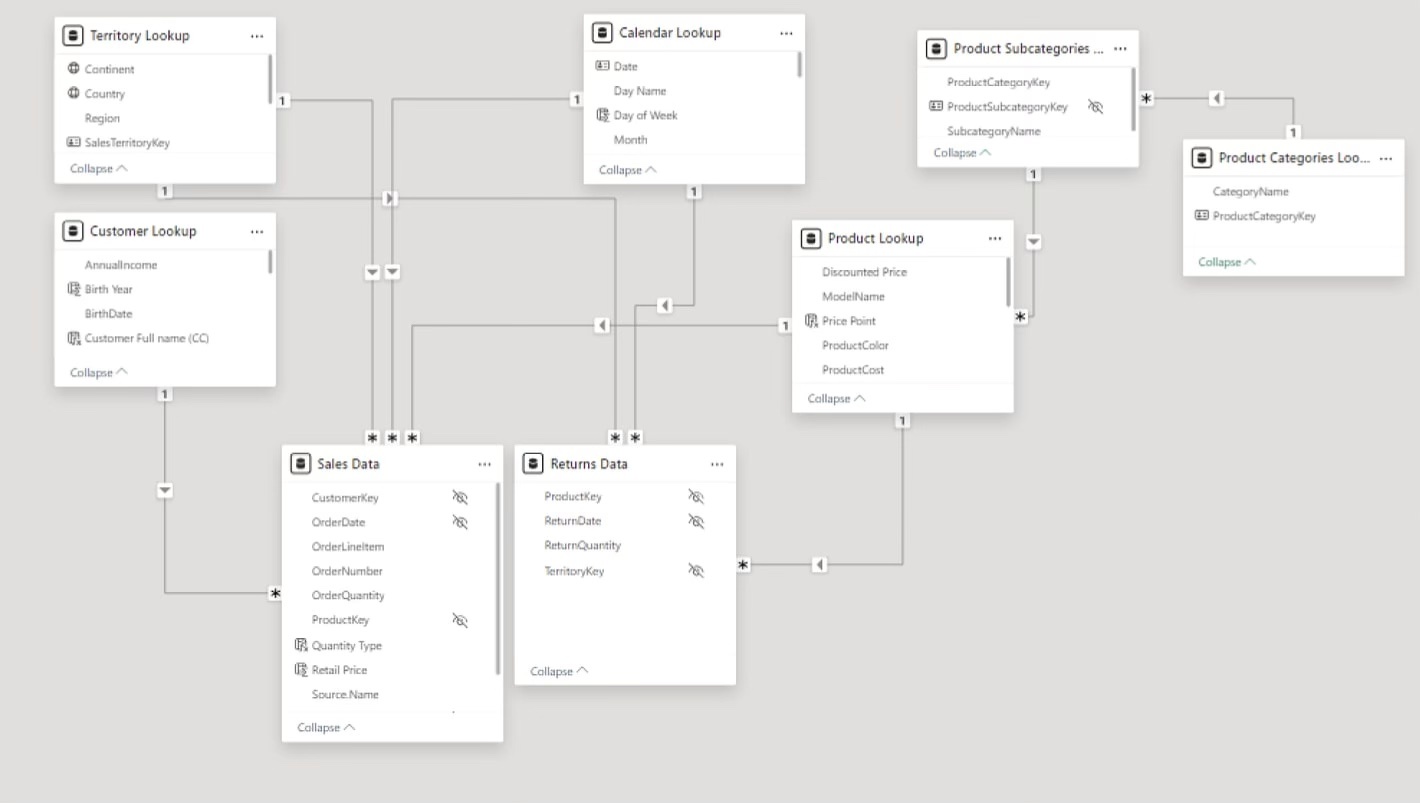 Territory Lookup ...
Continent
Country
Region
SalesTerritoryKey
Collapse
Calendar Lookup ...
Date
Day Name
Day of Week
Month
Collapse
Product Subcategories ... ...
ProductCategoryKey
ProductSubcategoryKey
SubcategoryName
Collapse
Product Categories Loo... ...
CategoryName
ProductCategoryKey
Collapse
Customer Lookup ...
AnnualIncome
Birth Year
BirthDate
Customer Full name (CC)
Collapse
Product Lookup ...
Discounted Price
ModelName
Price Point
ProductColor
ProductCost
Collapse
1
1
1
1
1
1
1
1
1
*
*
*
*
*
*
*
*
*
Sales Data ...
CustomerKey
OrderDate
OrderLineItem
OrderNumber
OrderQuantity
ProductKey
Quantity Type
Retail Price
Source.Name
Collapse
Returns Data ...
ProductKey
ReturnDate
ReturnQuantity
TerritoryKey
Collapse